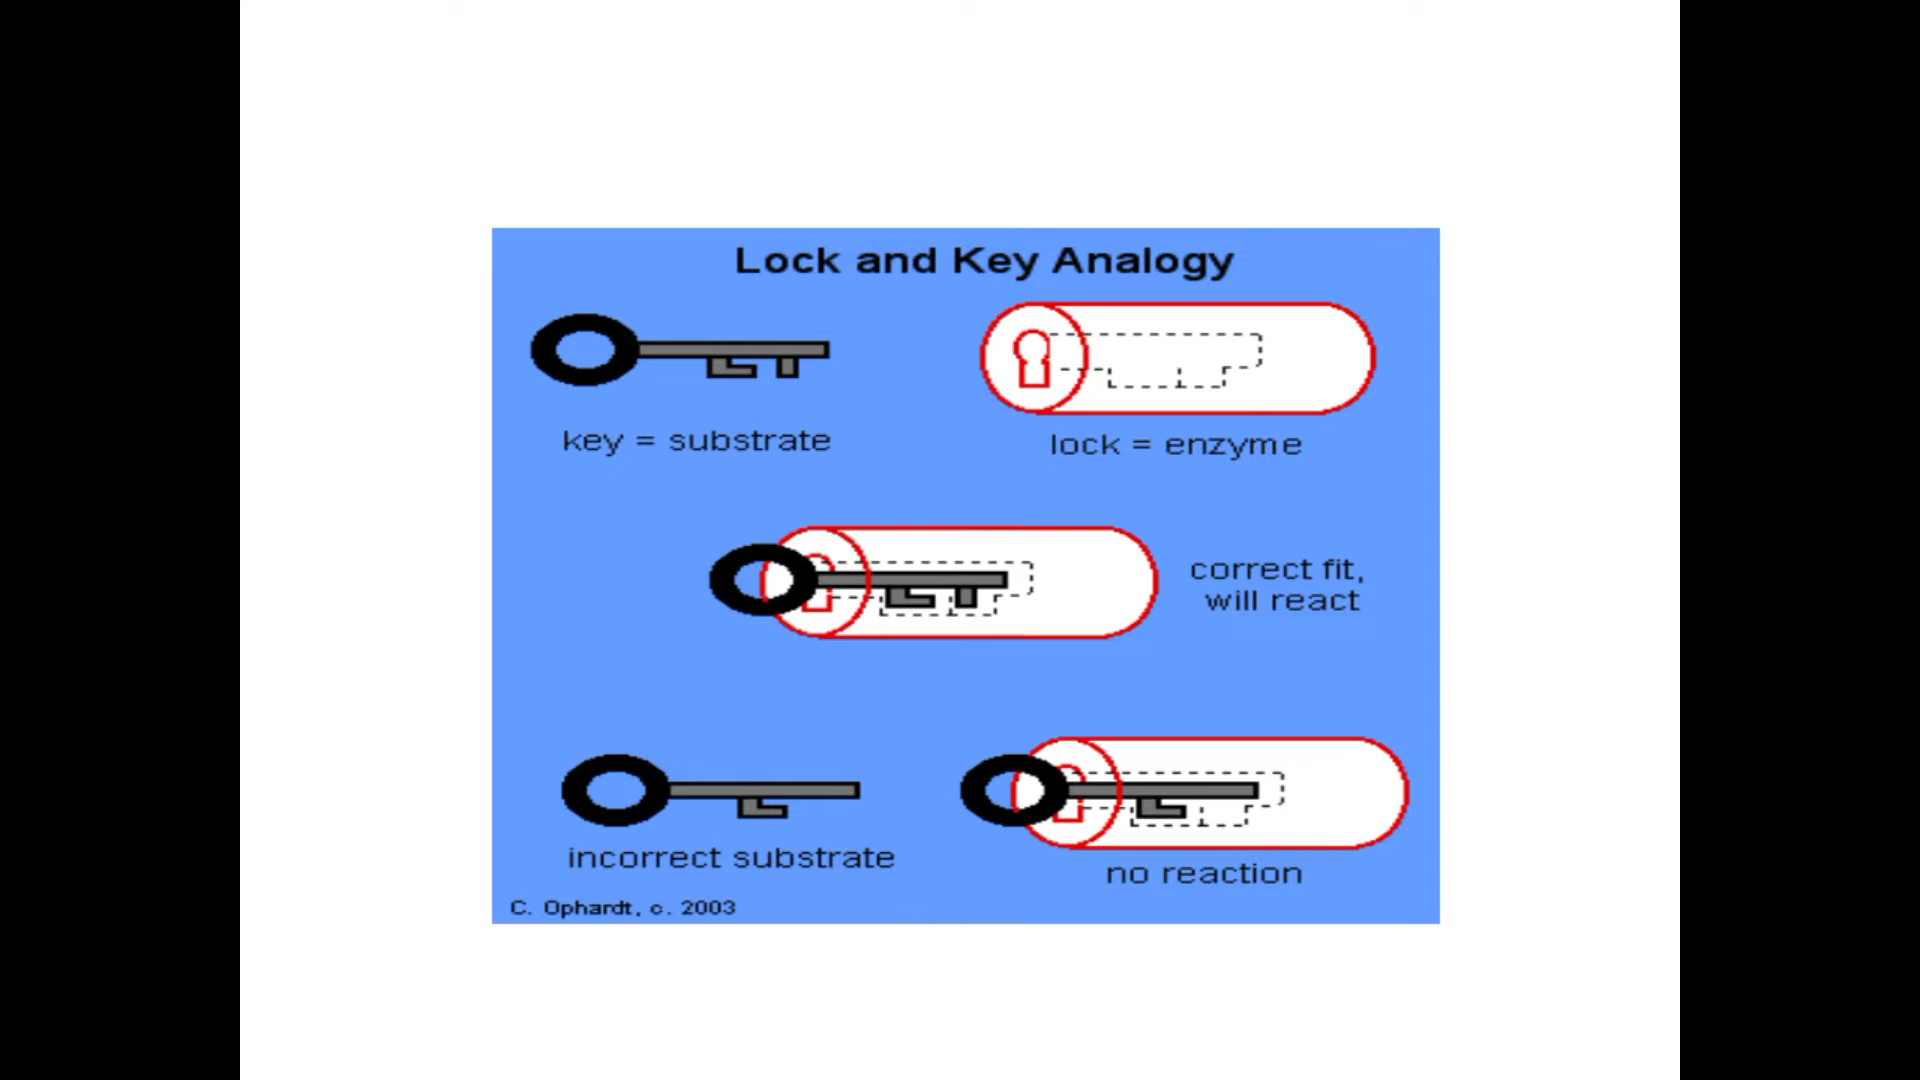 Lock and Key Analogy
key = substrate
lock = enzyme
correct fit,
will react
incorrect substrate
no reaction
C. Ophardt, c. 2003